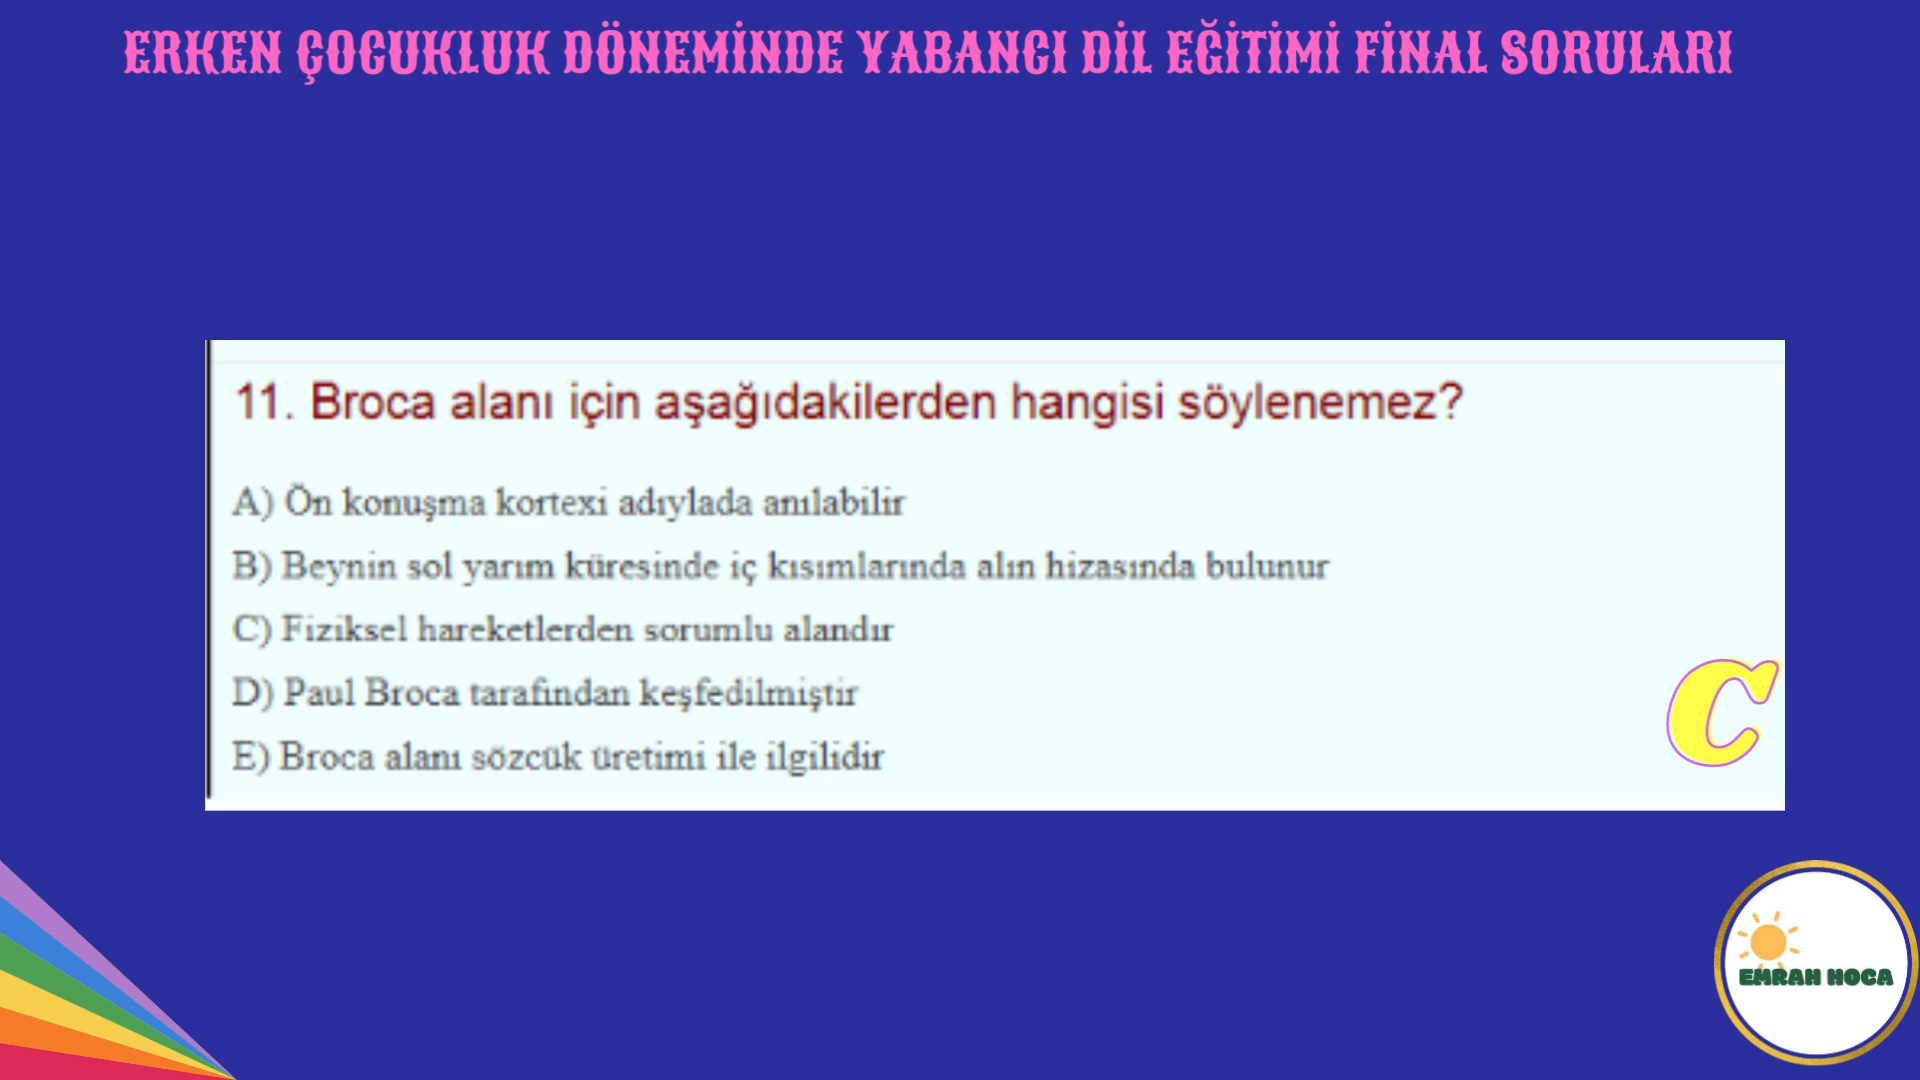 ERKEN ÇOCUKLUK DÖNEMİNDE YABANCI DİL EĞİTİMİ FİNAL SORULARI
11. Broca alanı için aşağıdakilerden hangisi söylenemez?
A) Ön konuşma kortexi adıylada anılabilir
B) Beynin sol yarım küresinde iç kısımlarında alın hizasında bulunur
C) Fiziksel hareketlerden sorumlu alandır
D) Paul Broca tarafından keşfedilmiştir
E) Broca alanı sözcük üretimi ile ilgilidir
C
EMRAH HOCA